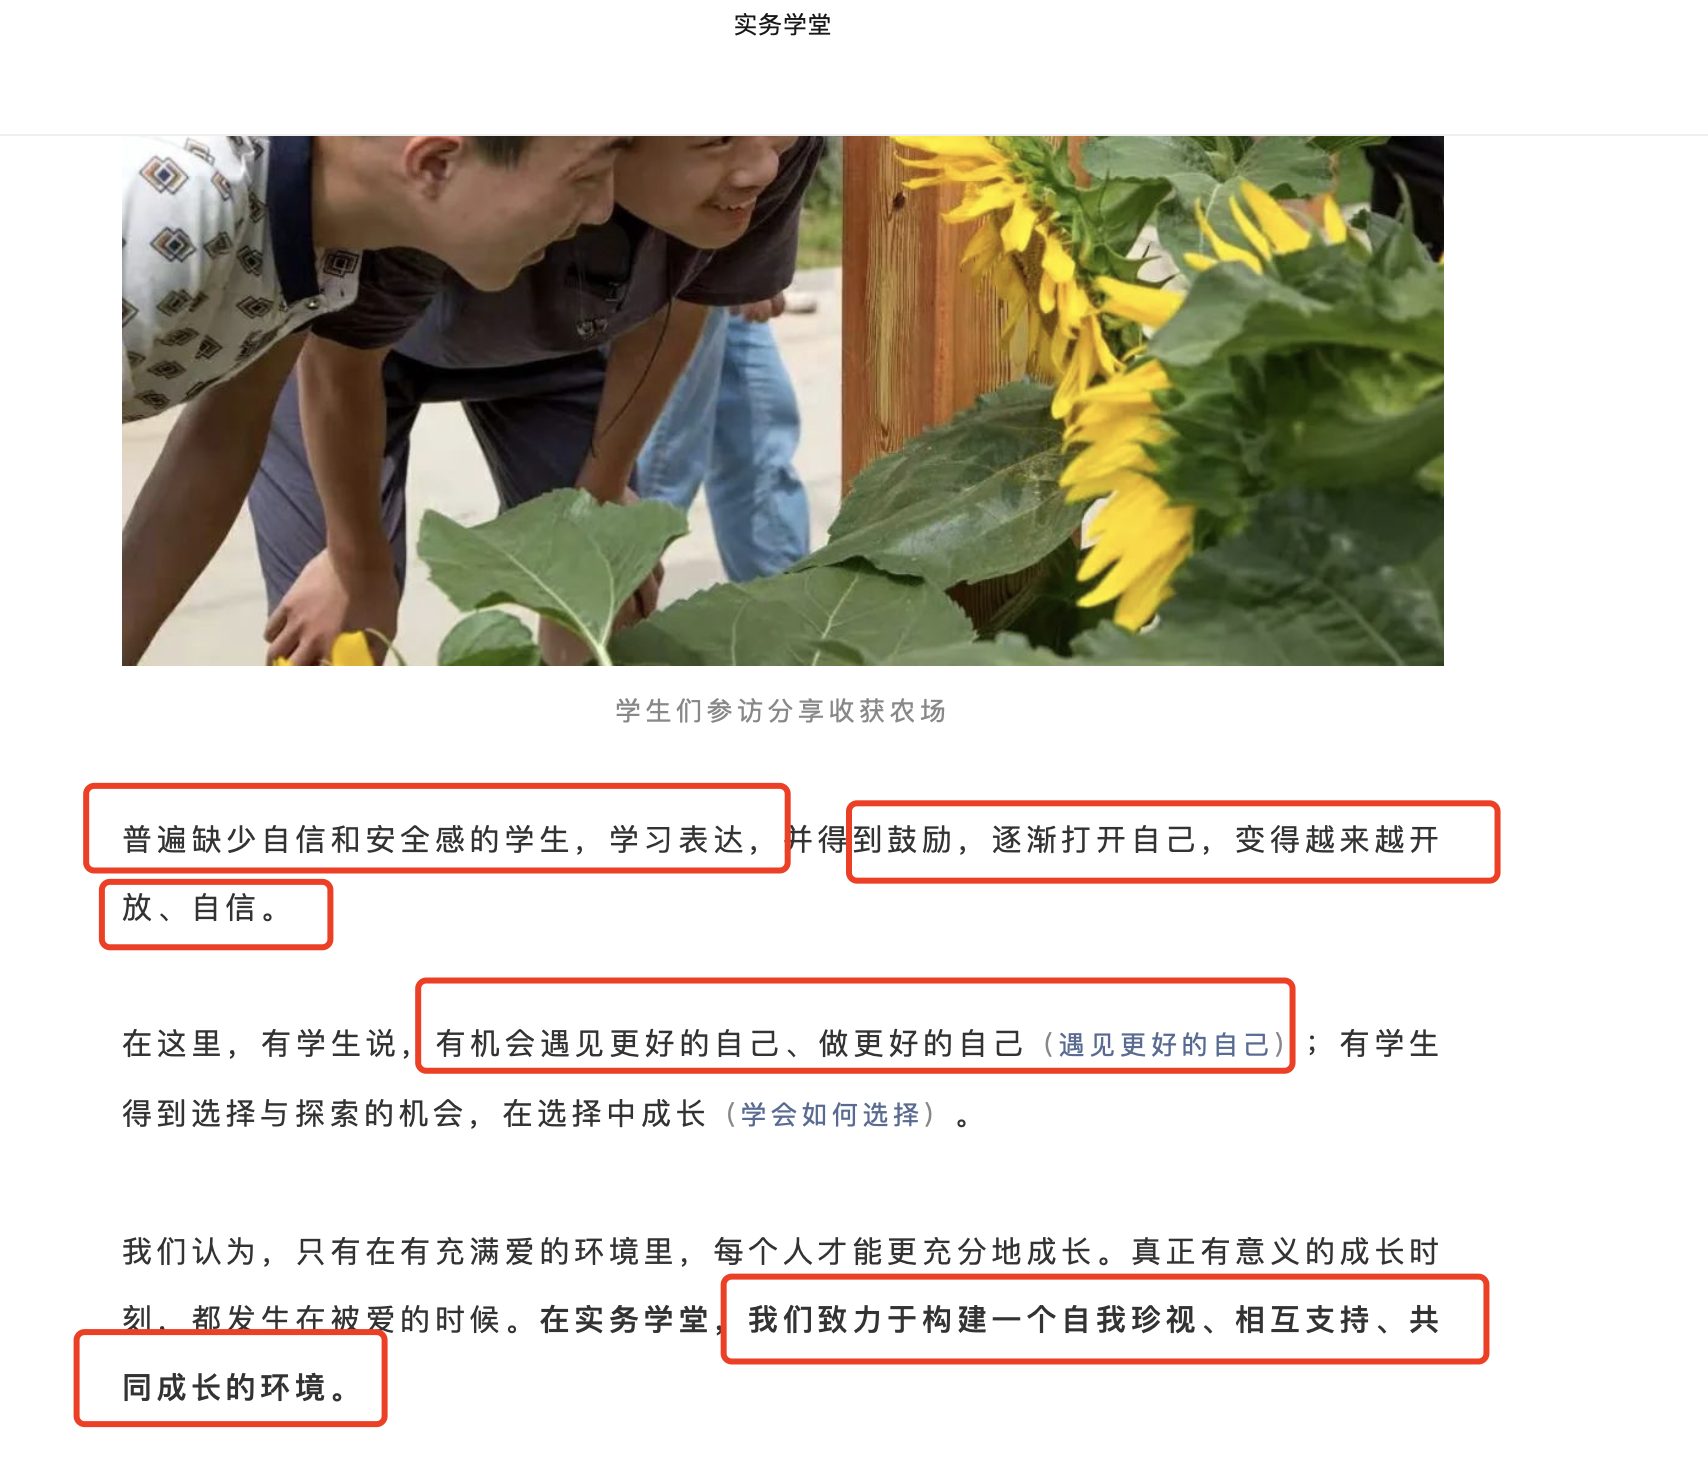 实务学堂
学生们参访分享收获农场
普遍缺少自信和安全感的学生，学习表达，并得到鼓励，逐渐打开自己，变得越来越开
放、自信。
在这里，有学生说，有机会遇见更好的自己、做更好的自己（遇见更好的自己）；有学生
得到选择与探索的机会，在选择中成长（学会如何选择）。
我们认为，只有在有充满爱的环境里，每个人才能更充分地成长。真正有意义的成长时
刻，都发生在被爱的时候。在实务学堂，我们致力于构建一个自我珍视、相互支持、共
同成长的环境。